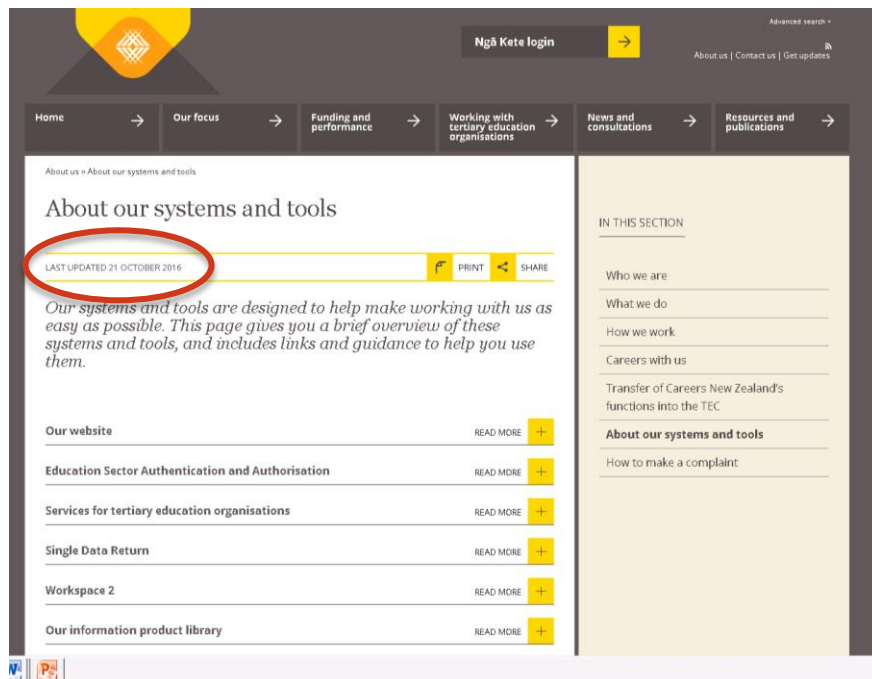 Advanced search »
Ngā Kete login
About us | Contact us | Get updates
Home
Our focus
Funding and
performance
Working with
tertiary education
organisations
News and
consultations
Resources and
publications
About us » About our systems and tools
About our systems and tools
LAST UPDATED 21 OCTOBER 2016
PRINT
SHARE
Our systems and tools are designed to help make working with us as
easy as possible. This page gives you a brief overview of these
systems and tools, and includes links and guidance to help you use
them.
Our website READ MORE
Education Sector Authentication and Authorisation READ MORE
Services for tertiary education organisations READ MORE
Single Data Return READ MORE
Workspace 2 READ MORE
Our information product library READ MORE
IN THIS SECTION
Who we are
What we do
How we work
Careers with us
Transfer of Careers New Zealand's
functions into the TEC
About our systems and tools
How to make a complaint